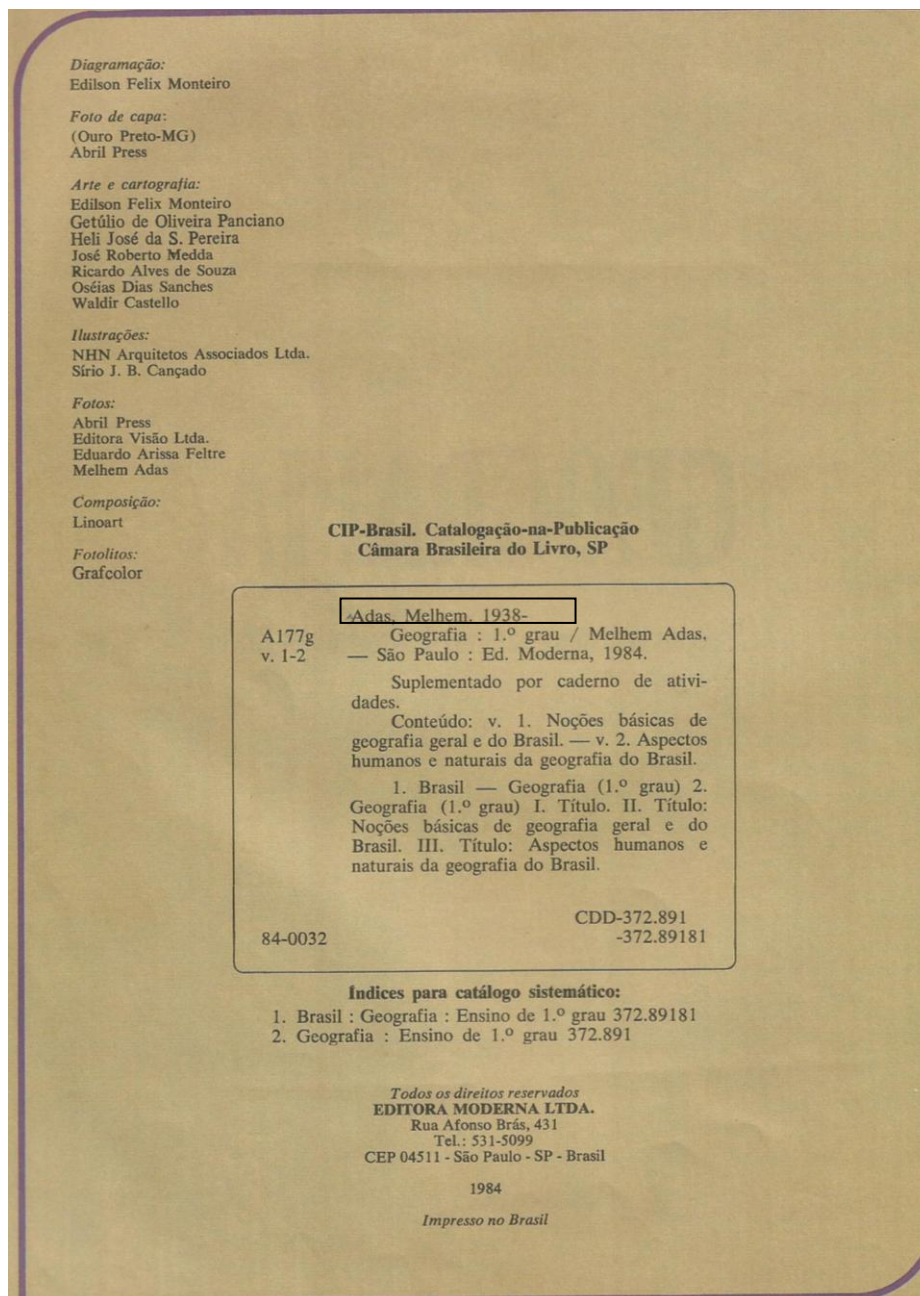 Diagramação:
Edilson Felix Monteiro
Foto de capa:
(Ouro Preto-MG)
Abril Press
Arte e cartografia:
Edilson Felix Monteiro
Getúlio de Oliveira Panciano
Heli José da S. Pereira
José Roberto Medda
Ricardo Alves de Souza
Oséias Dias Sanches
Waldir Castello
Ilustrações:
NHN Arquitetos Associados Ltda.
Sírio J. B. Cançado
Fotos:
Abril Press
Editora Visão Ltda.
Eduardo Arissa Feltre
Melhem Adas
Composição:
Linoart
Fotolitos:
Grafcolor
CIP-Brasil. Catalogação-na-Publicação
Câmara Brasileira do Livro, SP
Adas, Melhem, 1938-
A177g Geografia : 1.º grau / Melhem Adas.
v. 1-2 — São Paulo : Ed. Moderna, 1984.
Suplementado por caderno de ativi-
dades.
Conteúdo: v. 1. Noções básicas de
geografia geral e do Brasil. — v. 2. Aspectos
humanos e naturais da geografia do Brasil.
1. Brasil — Geografia (1.º grau) 2.
Geografia (1.º grau) I. Título. II. Título:
Noções básicas de geografia geral e do
Brasil. III. Título: Aspectos humanos e
naturais da geografia do Brasil.
CDD-372.891
84-0032 -372.89181
Índices para catálogo sistemático:
1. Brasil : Geografia : Ensino de 1.º grau 372.89181
2. Geografia : Ensino de 1.º grau 372.891
Todos os direitos reservados
EDITORA MODERNA LTDA.
Rua Afonso Brás, 431
Tel.: 531-5099
CEP 04511 - São Paulo - SP - Brasil
1984
Impresso no Brasil